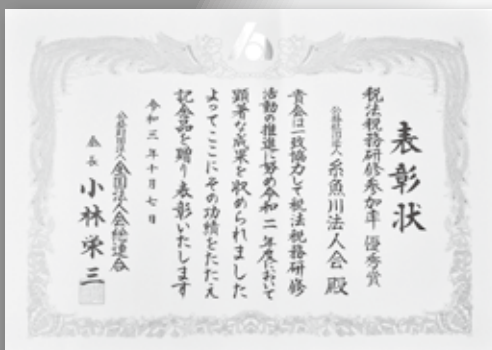 表彰状
税法税務研修参加率 優秀賞
公益社団法人 糸魚川法人会 殿
貴会は一致協力して税法税務研修
活動の推進に努め令和二年度において
顕著な成果を収められました
よってここにその功績をたたえ
記念品を贈り表彰いたします
令和三年十月七日
公益財団法人 全国法人会総連合
会長 小林栄三